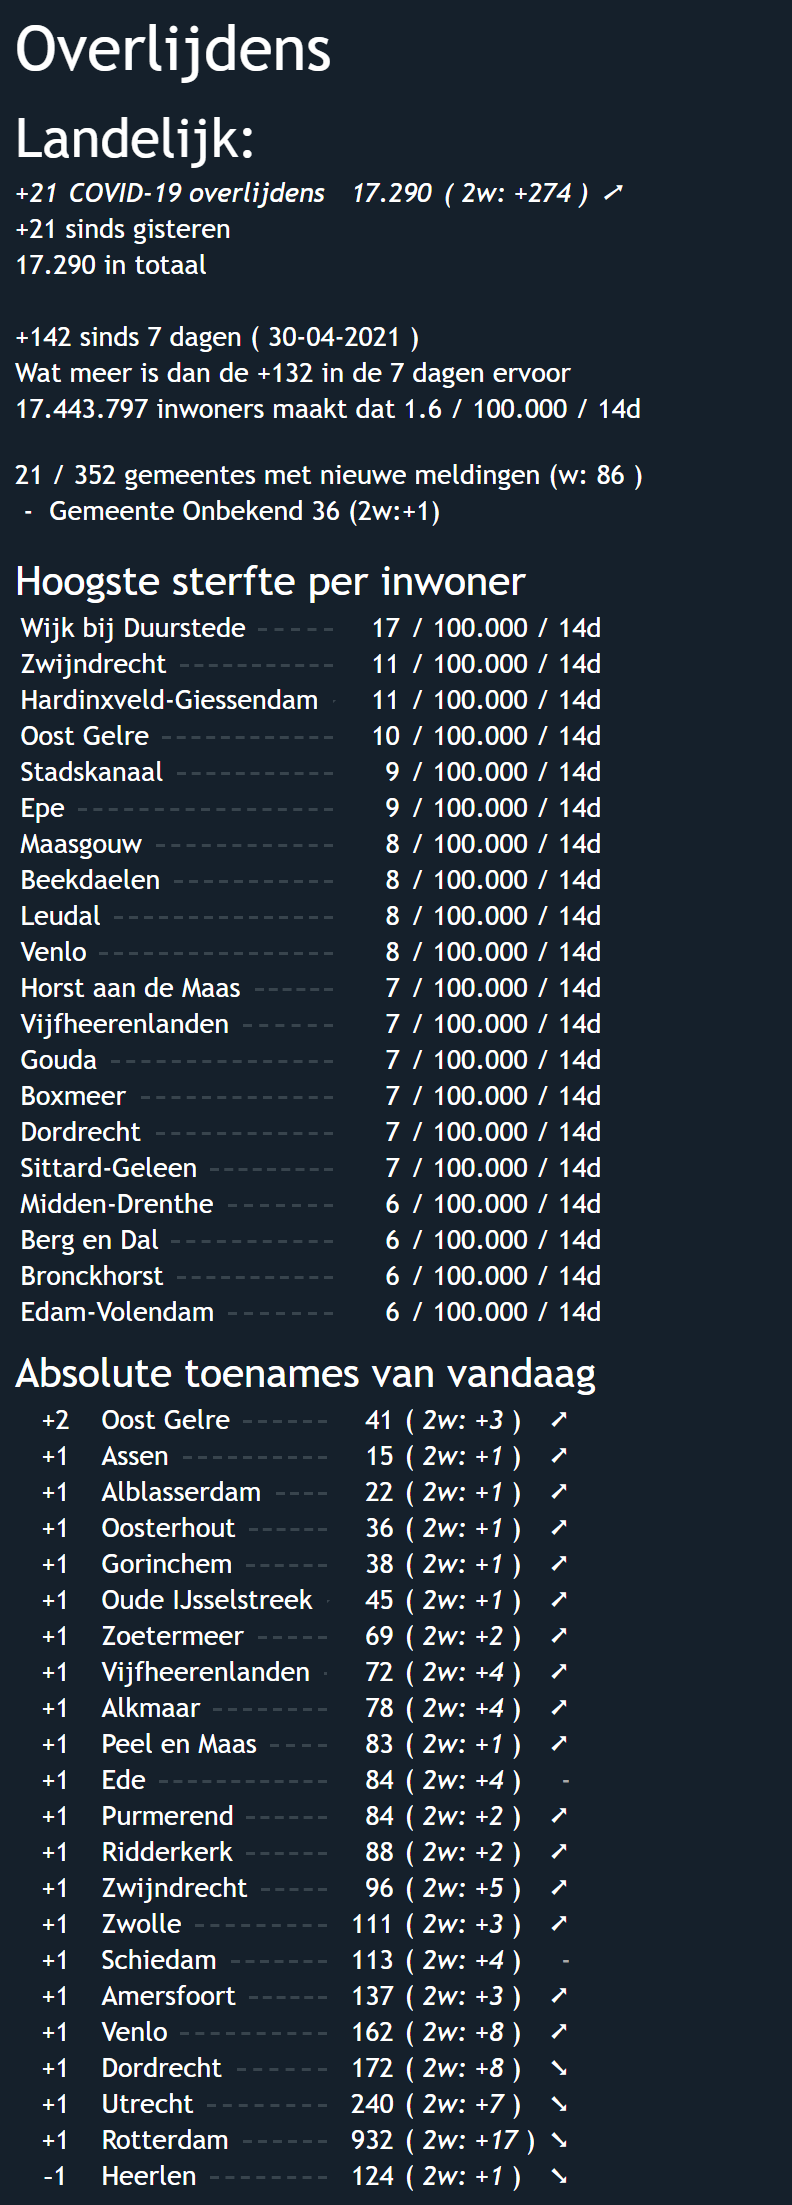 Overlijdens
Landelijk:
+21 COVID-19 overlijdens 17.290 ( 2w: +274 ) ➚
+21 sinds gisteren
17.290 in totaal
+142 sinds 7 dagen ( 30-04-2021 )
Wat meer is dan de +132 in de 7 dagen ervoor
17.443.797 inwoners maakt dat 1.6 / 100.000 / 14d
21 / 352 gemeentes met nieuwe meldingen (w: 86 )
- Gemeente Onbekend 36 (2w:+1)
Hoogste sterfte per inwoner
Wijk bij Duurstede ----- 17 / 100.000 / 14d
Zwijndrecht ----------- 11 / 100.000 / 14d
Hardinxveld-Giessendam - 11 / 100.000 / 14d
Oost Gelre ------------ 10 / 100.000 / 14d
Stadskanaal ----------- 9 / 100.000 / 14d
Epe ------------------ 9 / 100.000 / 14d
Maasgouw ------------ 8 / 100.000 / 14d
Beekdaelen ----------- 8 / 100.000 / 14d
Leudal --------------- 8 / 100.000 / 14d
Venlo ---------------- 8 / 100.000 / 14d
Horst aan de Maas ------ 7 / 100.000 / 14d
Vijfheerenlanden ------ 7 / 100.000 / 14d
Gouda --------------- 7 / 100.000 / 14d
Boxmeer ------------- 7 / 100.000 / 14d
Dordrecht ------------ 7 / 100.000 / 14d
Sittard-Geleen --------- 7 / 100.000 / 14d
Midden-Drenthe ------- 6 / 100.000 / 14d
Berg en Dal ----------- 6 / 100.000 / 14d
Bronckhorst ----------- 6 / 100.000 / 14d
Edam-Volendam ------- 6 / 100.000 / 14d
Absolute toenames van vandaag
+2 Oost Gelre ------ 41 ( 2w: +3 ) ➚
+1 Assen ---------- 15 ( 2w: +1 ) ➚
+1 Alblasserdam ---- 22 ( 2w: +1 ) ➚
+1 Oosterhout ------ 36 ( 2w: +1 ) ➚
+1 Gorinchem ------ 38 ( 2w: +1 ) ➚
+1 Oude IJsselstreek - 45 ( 2w: +1 ) ➚
+1 Zoetermeer ----- 69 ( 2w: +2 ) ➚
+1 Vijfheerenlanden - 72 ( 2w: +4 ) ➚
+1 Alkmaar -------- 78 ( 2w: +4 ) ➚
+1 Peel en Maas ---- 83 ( 2w: +1 ) ➚
+1 Ede ------------ 84 ( 2w: +4 ) -
+1 Purmerend ------ 84 ( 2w: +2 ) ➚
+1 Ridderkerk ------ 88 ( 2w: +2 ) ➚
+1 Zwijndrecht ----- 96 ( 2w: +5 ) ➚
+1 Zwolle --------- 111 ( 2w: +3 ) ➚
+1 Schiedam ------- 113 ( 2w: +4 ) -
+1 Amersfoort ------ 137 ( 2w: +3 ) ➚
+1 Venlo ---------- 162 ( 2w: +8 ) ➚
+1 Dordrecht ------ 172 ( 2w: +8 ) ➘
+1 Utrecht -------- 240 ( 2w: +7 ) ➘
+1 Rotterdam ------ 932 ( 2w: +17 ) ➘
-1 Heerlen -------- 124 ( 2w: +1 ) ➘